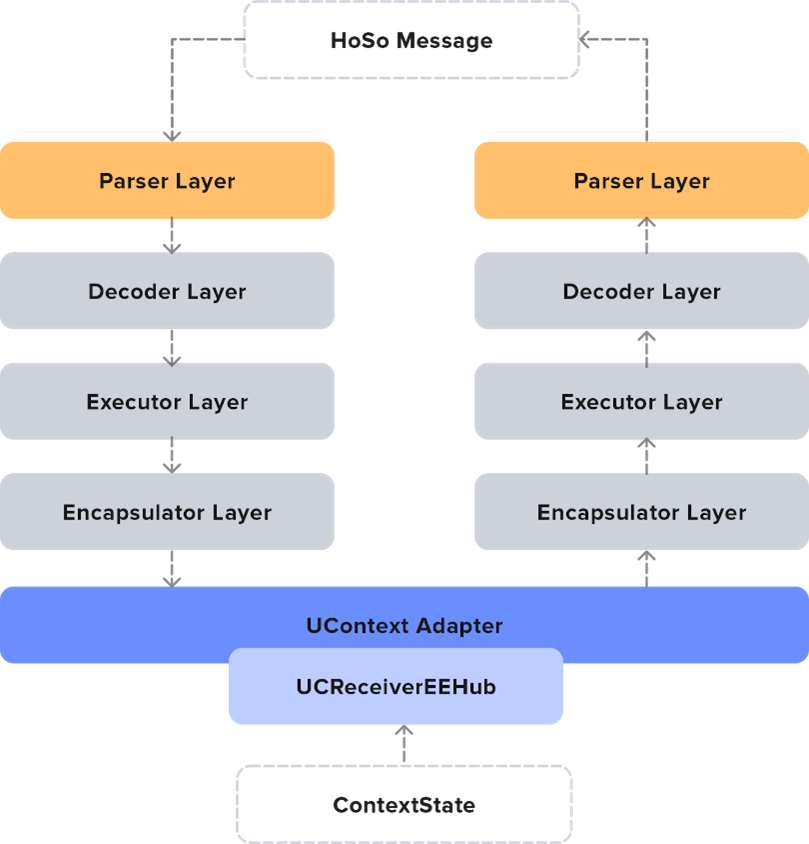 HoSo Message
Parser Layer
Parser Layer
Decoder Layer
Decoder Layer
Executor Layer
Executor Layer
Encapsulator Layer
Encapsulator Layer
UContext Adapter
UCReceiverEEHub
ContextState